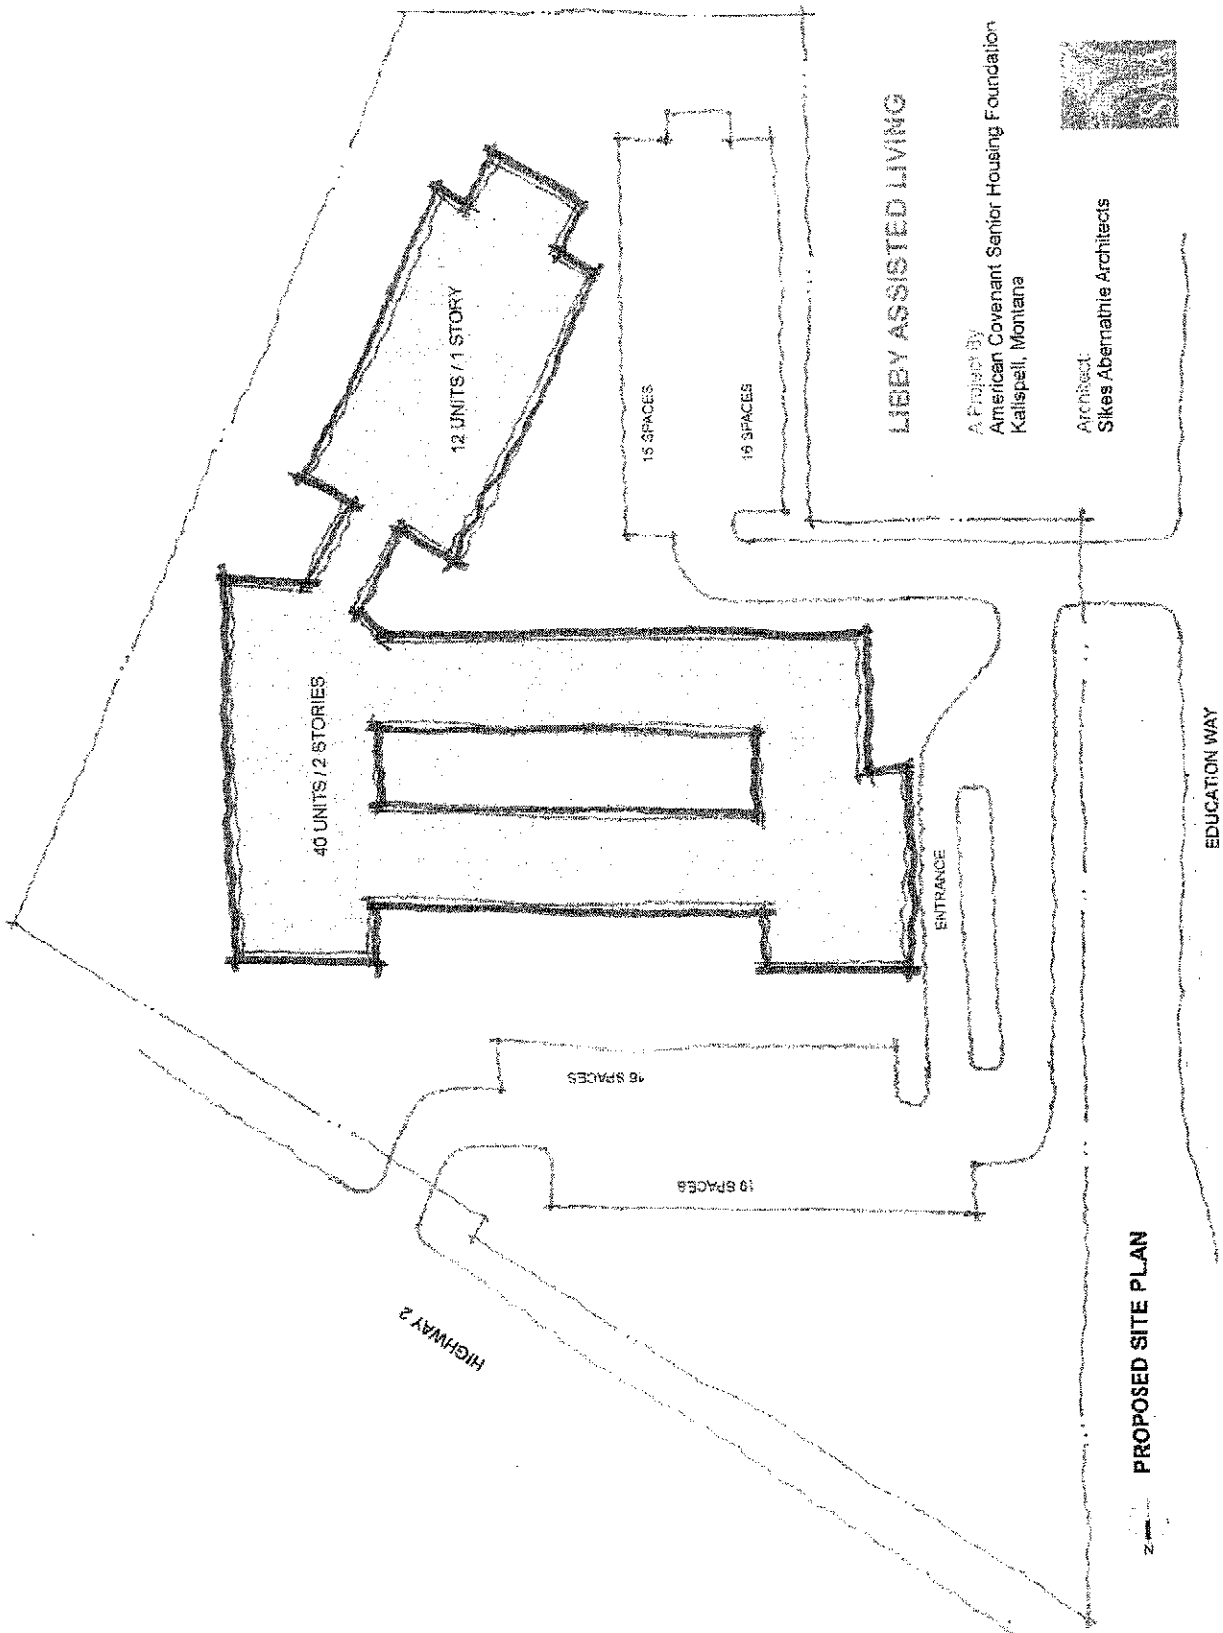 LIBBY ASSISTED LIVING
A Project By
American Covenant Senior Housing Foundation
Kalispell, Montana
Architect:
Sikes Abernathie Architects
12 UNITS / 1 STORY
40 UNITS / 2 STORIES
15 SPACES
16 SPACES
ENTRANCE
16 SPACES
SPACES
HIGHWAY 2
EDUCATION WAY
N
PROPOSED SITE PLAN